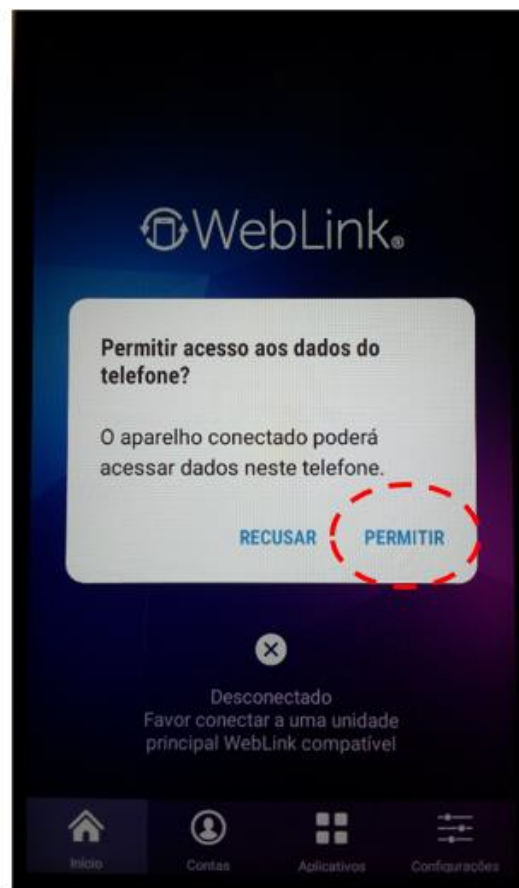 WebLink®
Permitir acesso aos dados do
telefone?
O aparelho conectado poderá
acessar dados neste telefone.
RECUSAR PERMITIR
Desconectado
Favor conectar a uma unidade
principal WebLink compatível
Início Contas Aplicativos Configurações